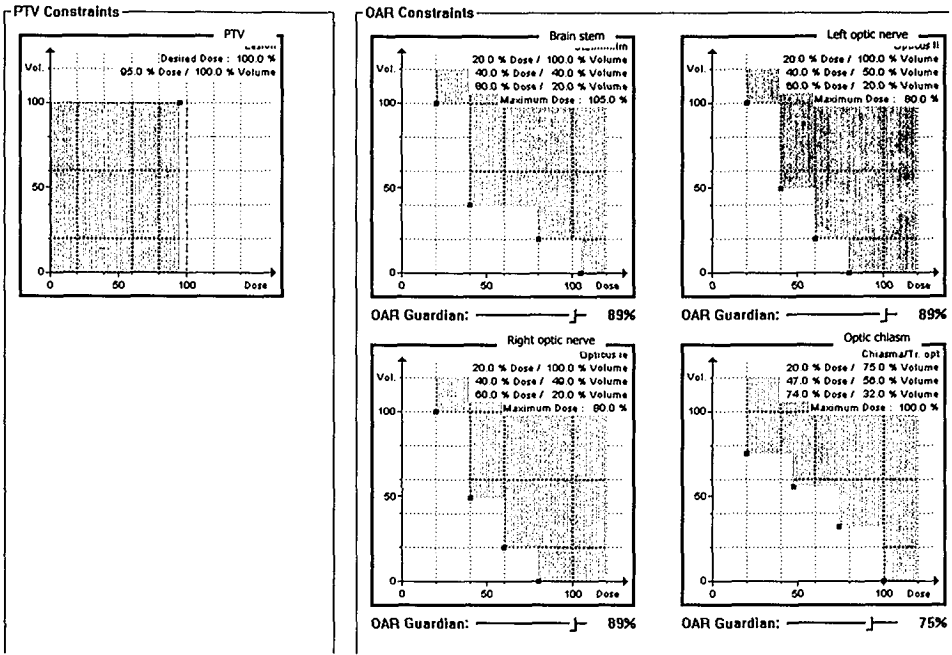 PTV Constraints
PTV
Desired Dose : 100.0 %
95.0 % Dose / 100.0 % Volume
Vol.
100
50
0
50
100
Dose
OAR Constraints
Brain stem
20.0 % Dose / 100.0 % Volume
40.0 % Dose / 40.0 % Volume
80.0 % Dose / 20.0 % Volume
Maximum Dose : 105.0 %
Vol.
100
50
0
50
100
Dose
OAR Guardian: 89%
Left optic nerve
Opticus li
20.0 % Dose / 100.0 % Volume
40.0 % Dose / 50.0 % Volume
60.0 % Dose / 20.0 % Volume
Maximum Dose : 80.0 %
Vol.
100
50
0
50
100
Dose
OAR Guardian: 89%
Right optic nerve
Opticus re
20.0 % Dose / 100.0 % Volume
40.0 % Dose / 49.0 % Volume
60.0 % Dose / 20.0 % Volume
Maximum Dose : 80.0 %
Vol.
100
50
0
50
100
Dose
OAR Guardian: 89%
Optic chiasm
Chiasma/Tr. opt
20.0 % Dose / 75.0 % Volume
47.0 % Dose / 56.0 % Volume
74.0 % Dose / 32.0 % Volume
Maximum Dose : 100.0 %
Vol.
100
50
0
50
100
Dose
OAR Guardian: 75%